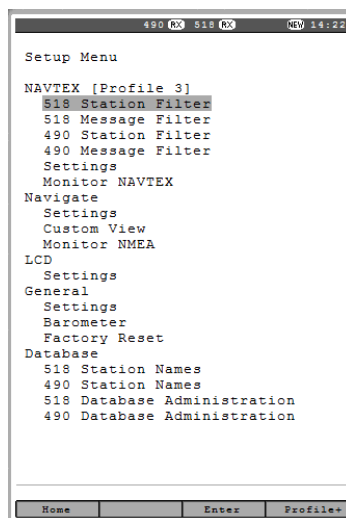 490 RX 518 RX NEW 14:22
Setup Menu
NAVTEX [Profile 3]
518 Station Filter
518 Message Filter
490 Station Filter
490 Message Filter
Settings
Monitor NAVTEX
Navigate
Settings
Custom View
Monitor NMEA
LCD
Settings
General
Settings
Barometer
Factory Reset
Database
518 Station Names
490 Station Names
518 Database Administration
490 Database Administration
Home Enter Profile+